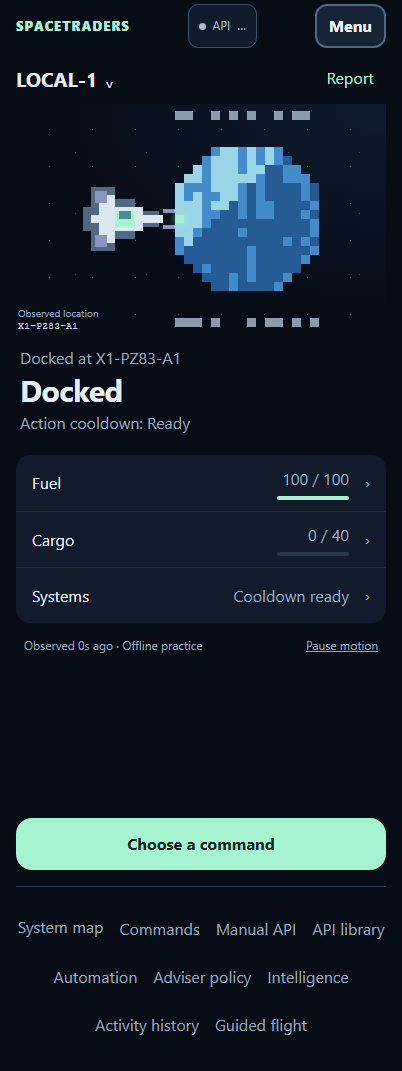 SPACETRADERS
API ...
Menu
LOCAL-1 v
Report
Observed location
X1-PZ83-A1
Docked at X1-PZ83-A1
Docked
Action cooldown: Ready
Fuel 100 / 100 ›
Cargo 0 / 40 ›
Systems Cooldown ready ›
Observed 0s ago · Offline practice Pause motion
Choose a command
System map Commands Manual API API library
Automation Adviser policy Intelligence
Activity history Guided flight